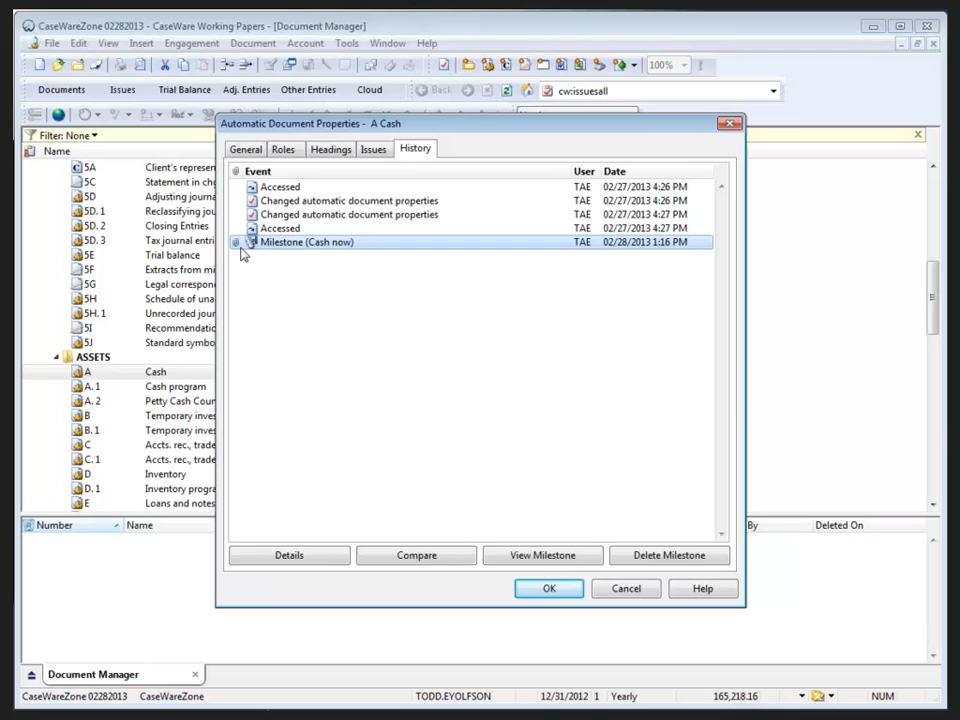 CaseWareZone 02282013 - CaseWare Working Papers - [Document Manager]
File Edit View Insert Engagement Document Account Tools Window Help
100%
Documents Issues Trial Balance Adj. Entries Other Entries Cloud Back cw:issuesall
Filter: None
Name
5A Client's represen
5C Statement in ch
5D Adjusting journa
5D. 1 Reclassifying jou
5D. 2 Closing Entries
5D. 3 Tax journal entri
5E Trial balance
5F Extracts from mi
5G Legal correspon
5H Schedule of una
5H. 1 Unrecorded jour
5I Recommendatio
5J Standard symbo
ASSETS
A Cash
A. 1 Cash program
A. 2 Petty Cash Coun
B Temporary inves
B. 1 Temporary inves
C Accts. rec., trade
C. 1 Accts. rec., trade
D Inventory
D. 1 Inventory progra
E Loans and notes
Automatic Document Properties - A Cash
General Roles Headings Issues History
Event User Date
Accessed TAE 02/27/2013 4:26 PM
Changed automatic document properties TAE 02/27/2013 4:26 PM
Changed automatic document properties TAE 02/27/2013 4:27 PM
Accessed TAE 02/27/2013 4:27 PM
Milestone (Cash now) TAE 02/28/2013 1:16 PM
Details Compare View Milestone Delete Milestone
OK Cancel Help
Number Name By Deleted On
Document Manager
CaseWareZone 02282013 CaseWareZone TODD.EYOLFSON 12/31/2012 1 Yearly 165,218.16 NUM